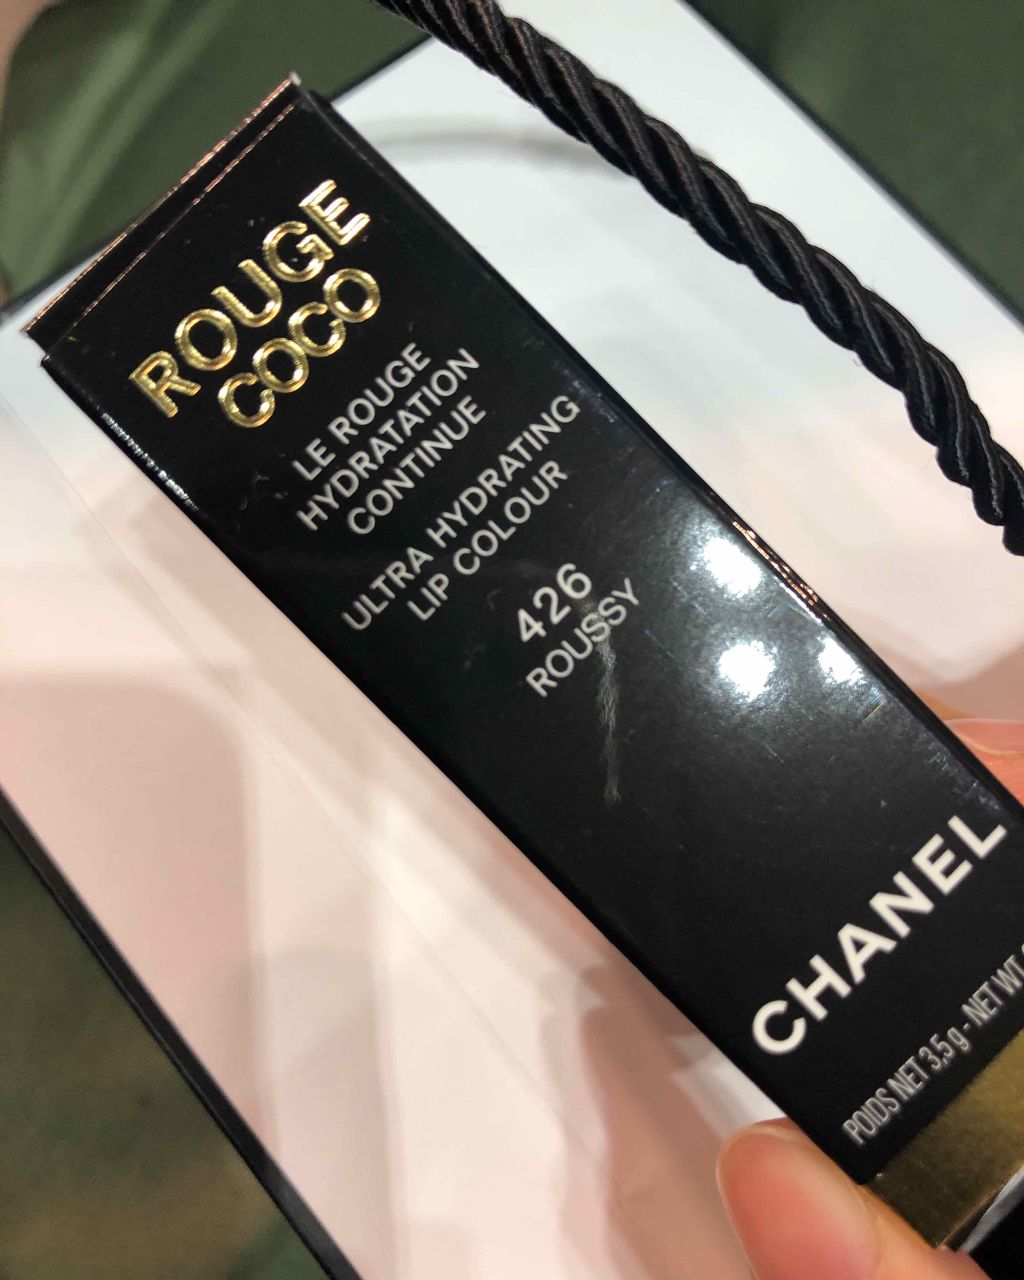 ROUGE
COCO
LE ROUGE
HYDRATATION
CONTINUE
ULTRA HYDRATING
LIP COLOUR
426
ROUSSY
CHANEL
POIDS NET 3,5 g - NET WT